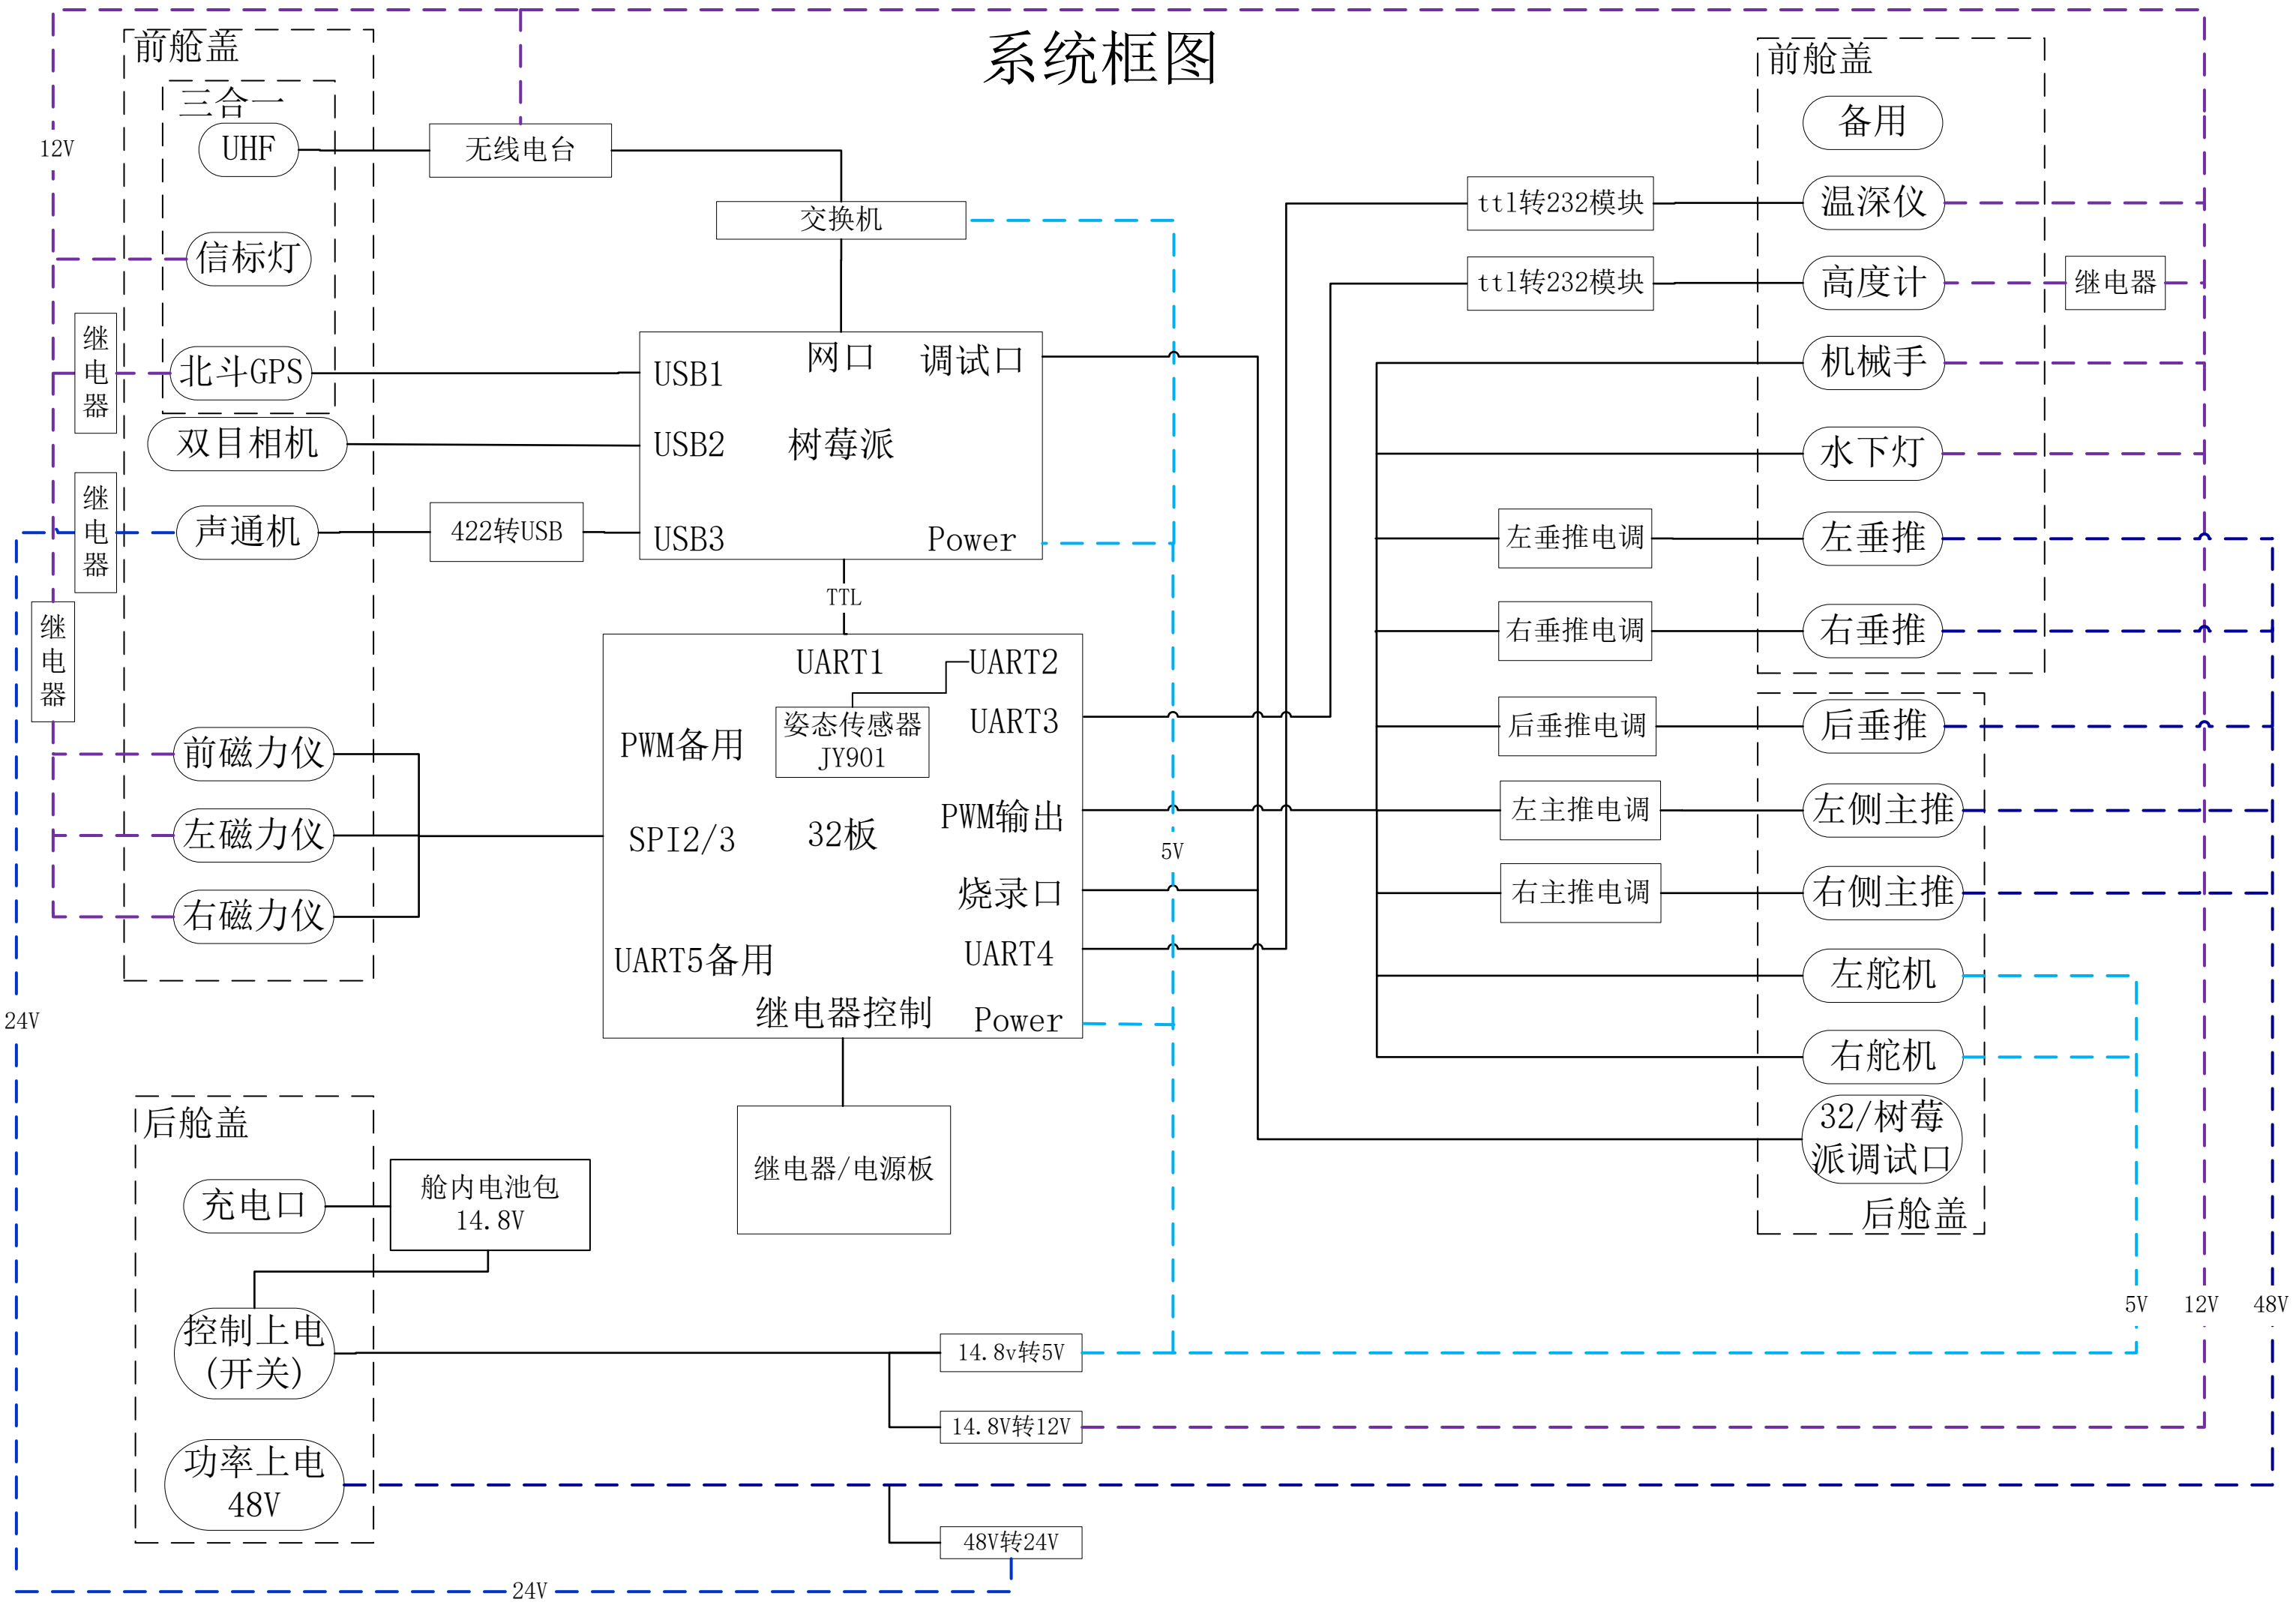 系统框图
前舱盖
三合一
UHF
信标灯
北斗GPS
双目相机
声通机
前磁力仪
左磁力仪
右磁力仪
12V
继电器
继电器
继电器
24V
无线电台
交换机
422转USB
网口
调试口
USB1
USB2
树莓派
USB3
Power
TTL
UART1
UART2
姿态传感器
JY901
UART3
PWM备用
PWM输出
SPI2/3
32板
烧录口
UART5备用
UART4
继电器控制
Power
继电器/电源板
5V
后舱盖
充电口
舱内电池包
14.8V
控制上电
(开关)
功率上电
48V
14.8v转5V
14.8V转12V
48V转24V
24V
ttl转232模块
ttl转232模块
左垂推电调
右垂推电调
后垂推电调
左主推电调
右主推电调
前舱盖
备用
温深仪
高度计
继电器
机械手
水下灯
左垂推
右垂推
后垂推
左侧主推
右侧主推
左舵机
右舵机
32/树莓
派调试口
后舱盖
5V
12V
48V